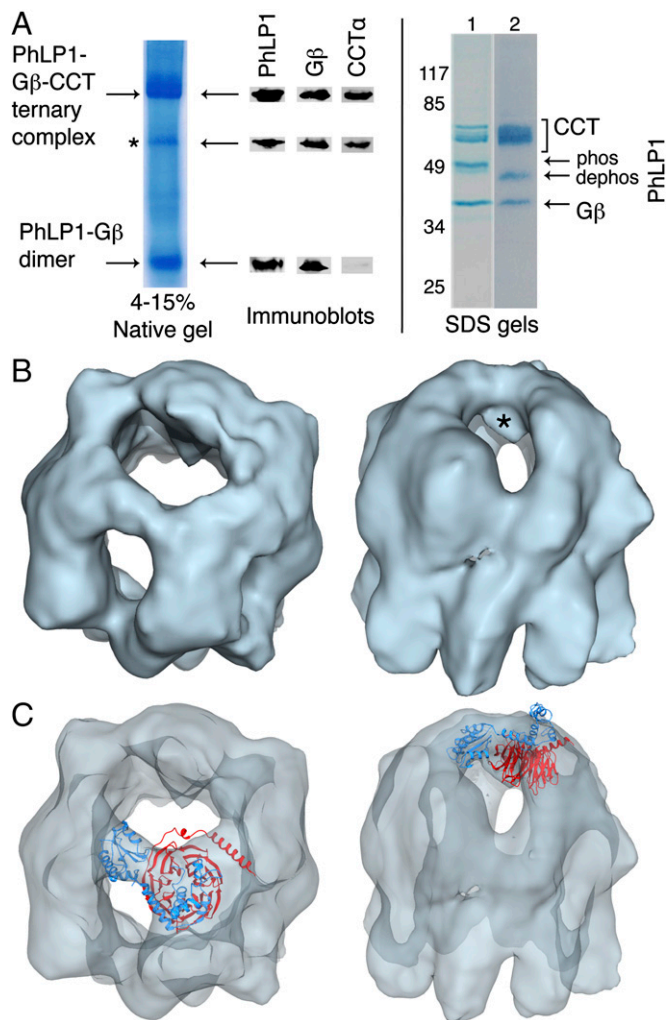 A
PhLP1-
Gβ-CCT
ternary
complex
*
PhLP1-Gβ
dimer
4-15%
Native gel
PhLP1
Gβ
CCTα
Immunoblots
1 2
117
85
49
34
25
CCT
phos
dephos
Gβ
PhLP1
SDS gels
B
*
C